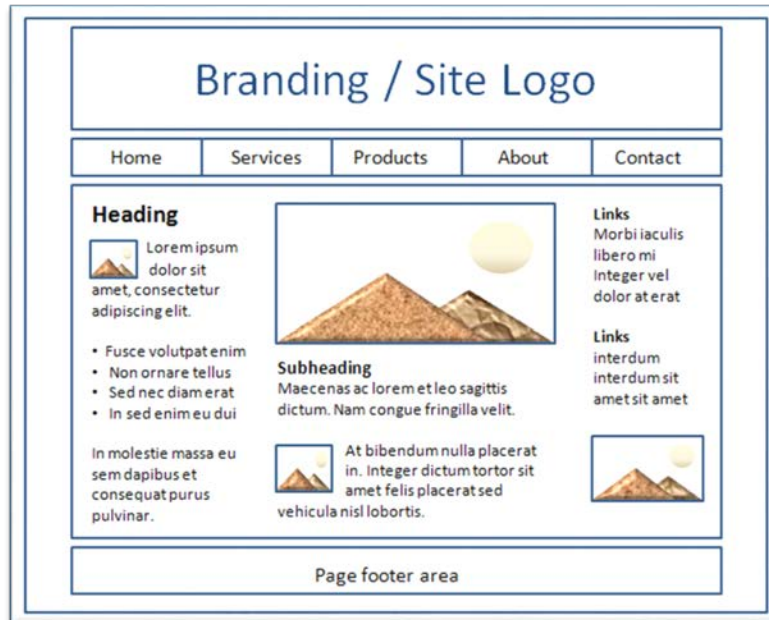 Branding / Site Logo
Home Services Products About Contact
Heading
Lorem ipsum
dolor sit
amet, consectetur
adipiscing elit.
• Fusce volutpat enim
• Non ornare tellus
• Sed nec diam erat
• In sed enim eu dui
In molestie massa eu
sem dapibus et
consequat purus
pulvinar.
Subheading
Maecenas ac lorem et leo sagittis
dictum. Nam congue fringilla velit.
At bibendum nulla placerat
in. Integer dictum tortor sit
amet felis placerat sed
vehicula nisl lobortis.
Links
Morbi iaculis
libero mi
Integer vel
dolor at erat
Links
interdum
interdum sit
amet sit amet
Page footer area